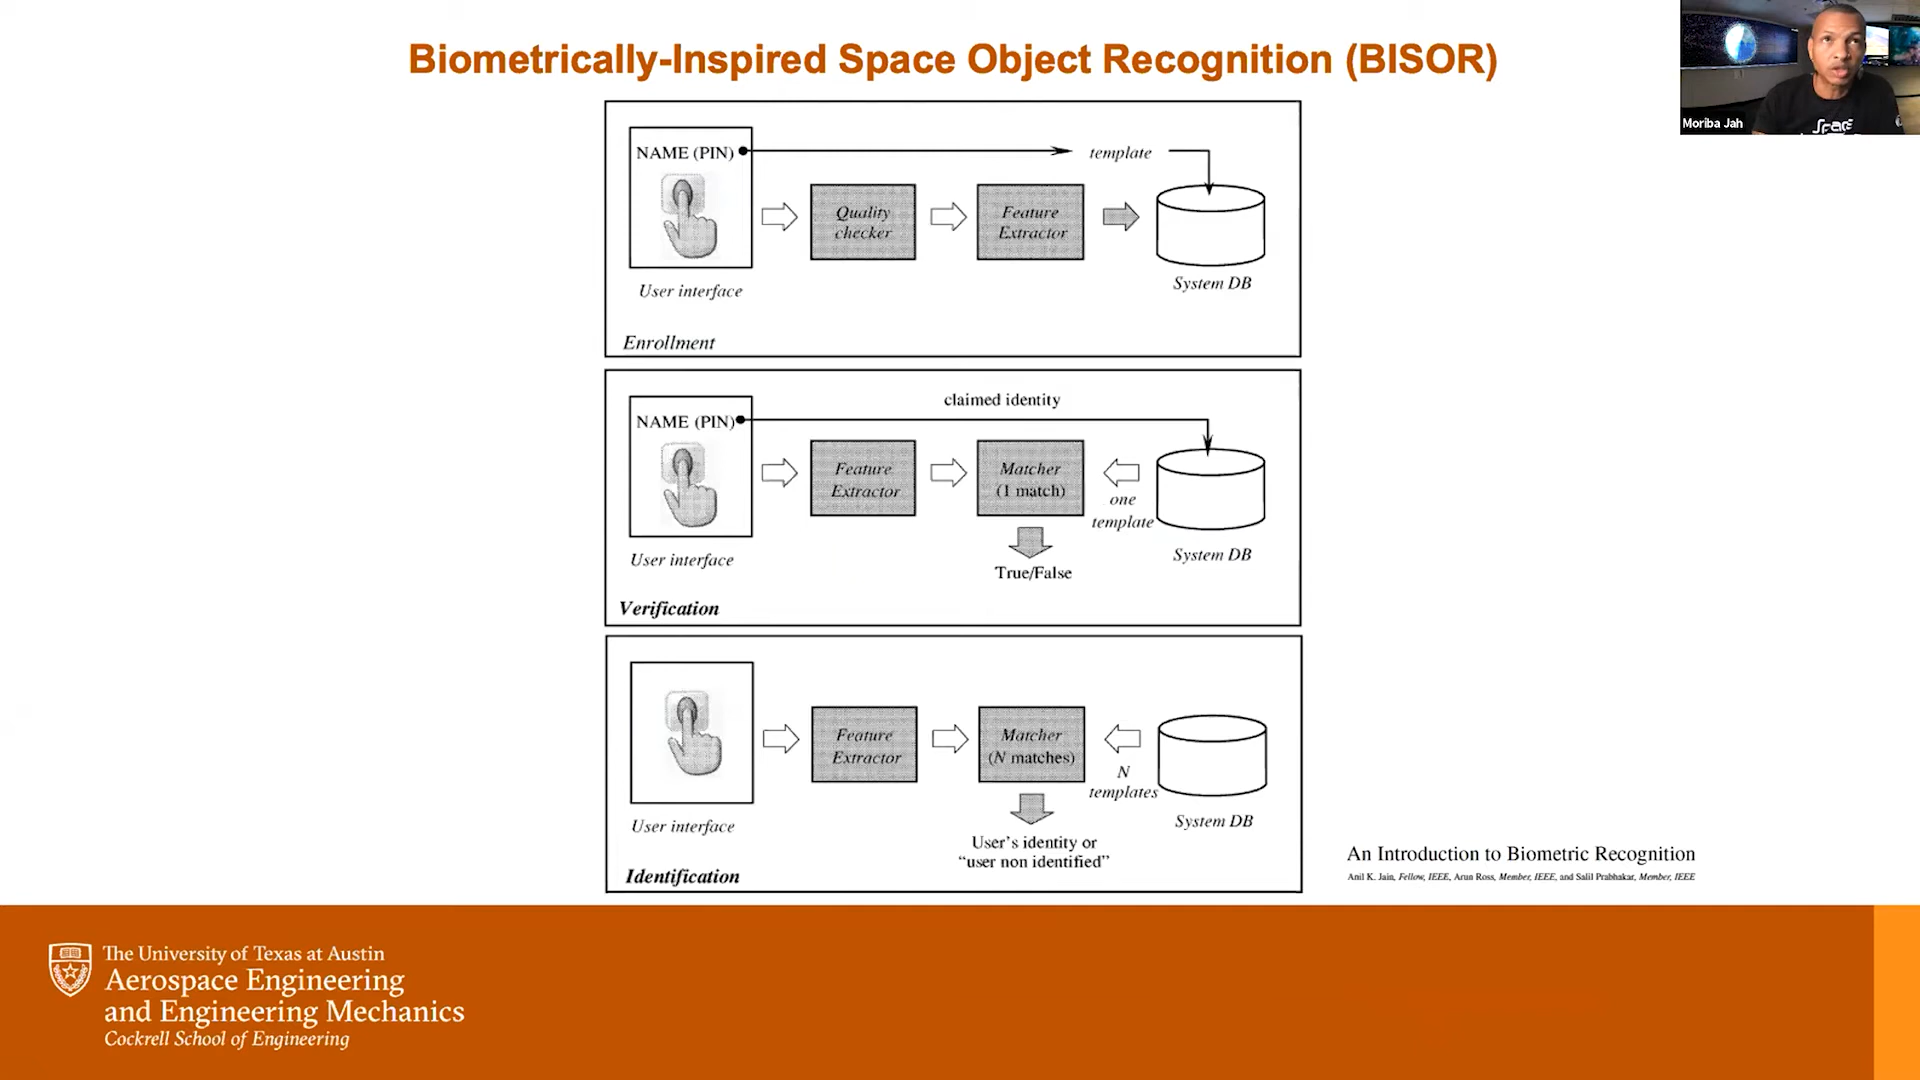 Biometrically-Inspired Space Object Recognition (BISOR)
Moriba Jah
SPACE
NAME (PIN)
template
Quality
checker
Feature
Extractor
User interface
System DB
Enrollment
claimed identity
NAME (PIN)
Feature
Extractor
Matcher
(1 match)
one
template
User interface
System DB
True/False
Verification
Feature
Extractor
Matcher
(N matches)
N
templates
User interface
System DB
User's identity or
"user non identified"
Identification
An Introduction to Biometric Recognition
Anil K. Jain, Fellow, IEEE, Arun Ross, Member, IEEE, and Salil Prabhakar, Member, IEEE
The University of Texas at Austin
Aerospace Engineering
and Engineering Mechanics
Cockrell School of Engineering